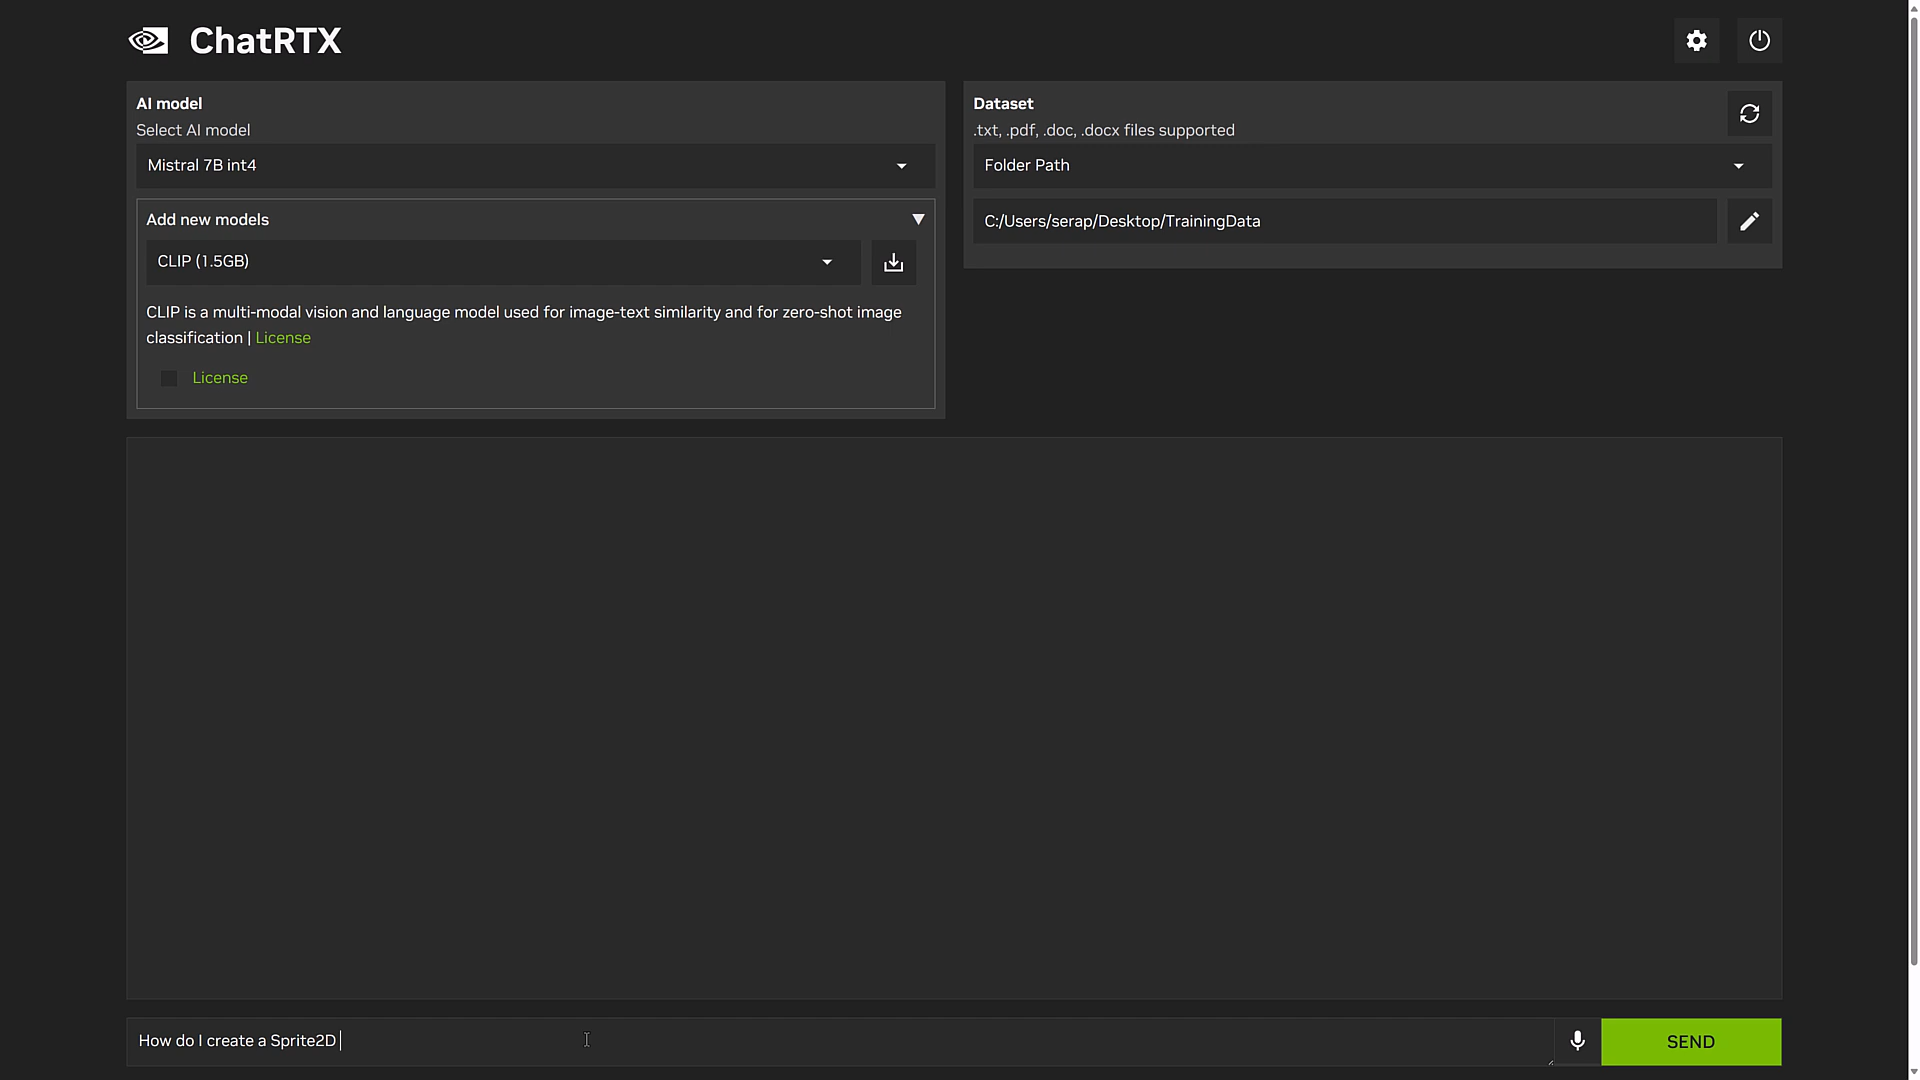 ChatRTX
AI model
Select AI model
Mistral 7B int4
Add new models
CLIP (1.5GB)
CLIP is a multi-modal vision and language model used for image-text similarity and for zero-shot image
classification | License
License
Dataset
.txt, .pdf, .doc, .docx files supported
Folder Path
C:/Users/serap/Desktop/TrainingData
How do I create a Sprite2D
SEND